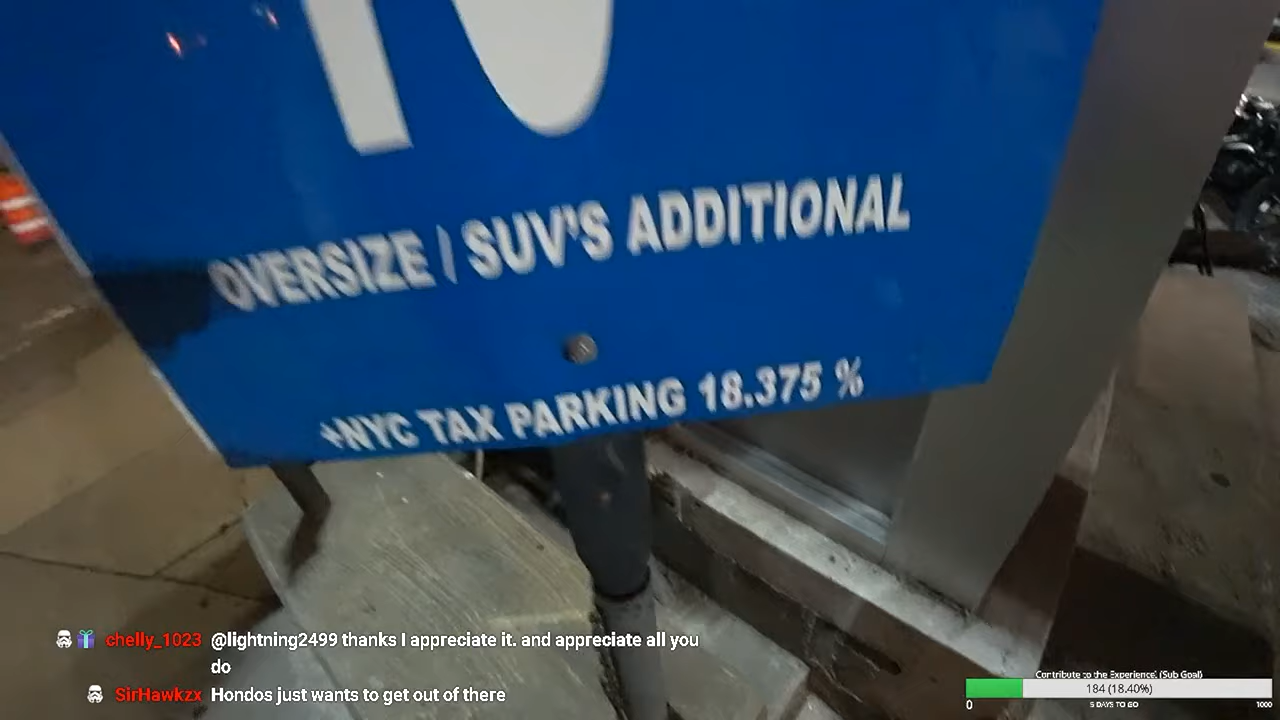 OVERSIZE / SUV'S ADDITIONAL
+NYC TAX PARKING 18.375 %
chelly_1023 @lightning2499 thanks I appreciate it. and appreciate all you
do
SirHawkzx Hondos just wants to get out of there
Contribute to the Experience! (Sub Goal)
184 (18.40%)
0 5 DAYS TO GO 1000